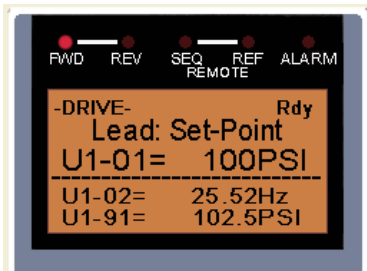 FWD REV SEQ REF ALARM
REMOTE
-DRIVE- Rdy
Lead: Set-Point
U1-01= 100PSI
U1-02= 25.52Hz
U1-91= 102.5PSI